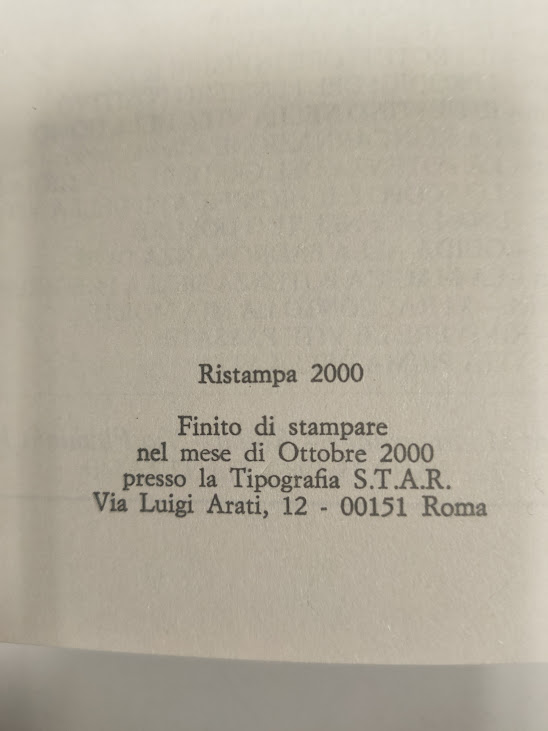 Ristampa 2000
Finito di stampare
nel mese di Ottobre 2000
presso la Tipografia S.T.A.R.
Via Luigi Arati, 12 - 00151 Roma